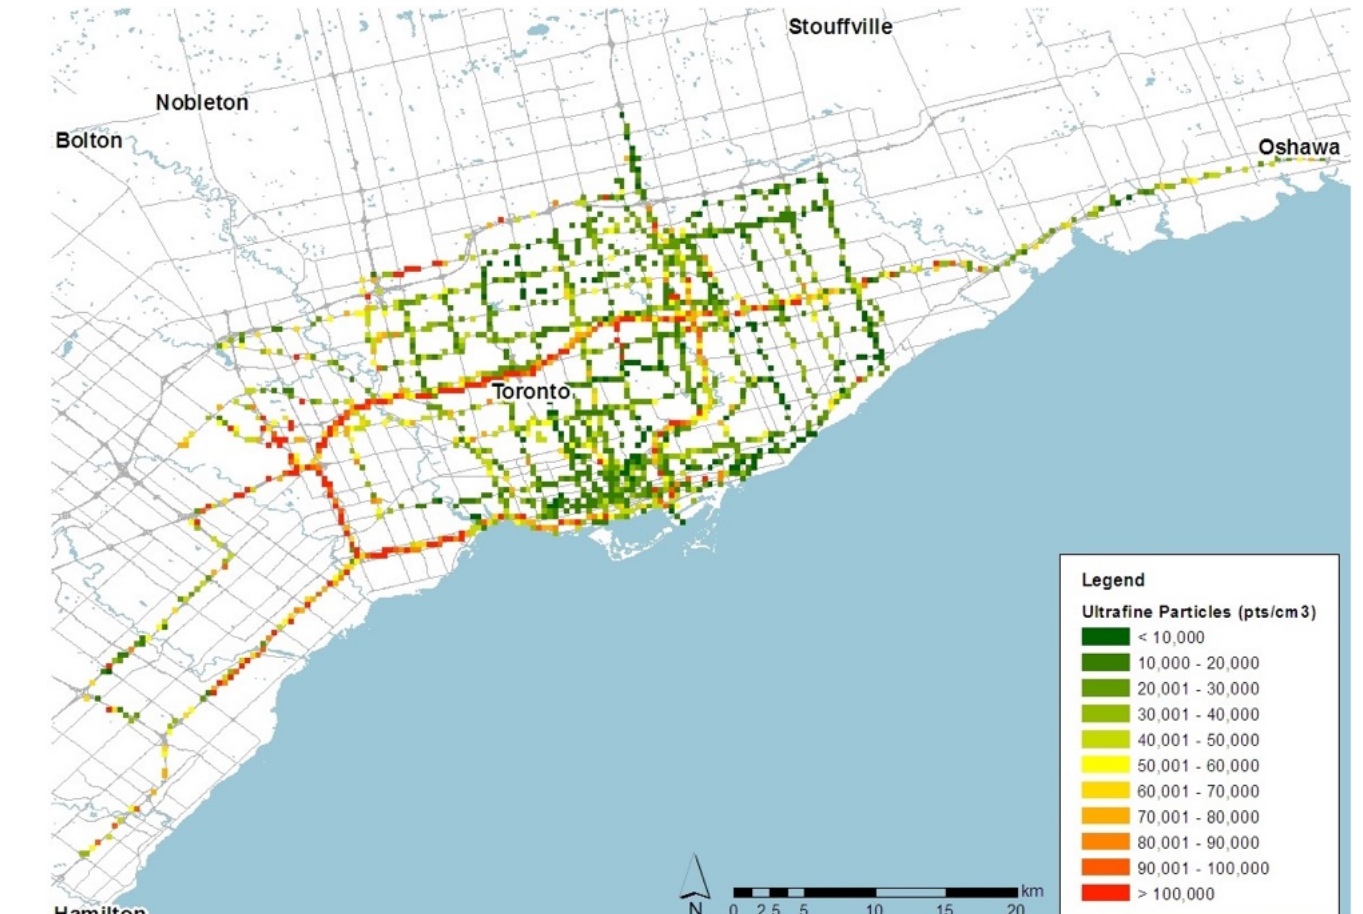 Stouffville
Nobleton
Bolton
Oshawa
Toronto
Legend
Ultrafine Particles (pts/cm3)
< 10,000
10,000 - 20,000
20,001 - 30,000
30,001 - 40,000
40,001 - 50,000
50,001 - 60,000
60,001 - 70,000
70,001 - 80,000
80,001 - 90,000
90,001 - 100,000
> 100,000
km
N 0 2.5 5 10 15 20
Hamilton